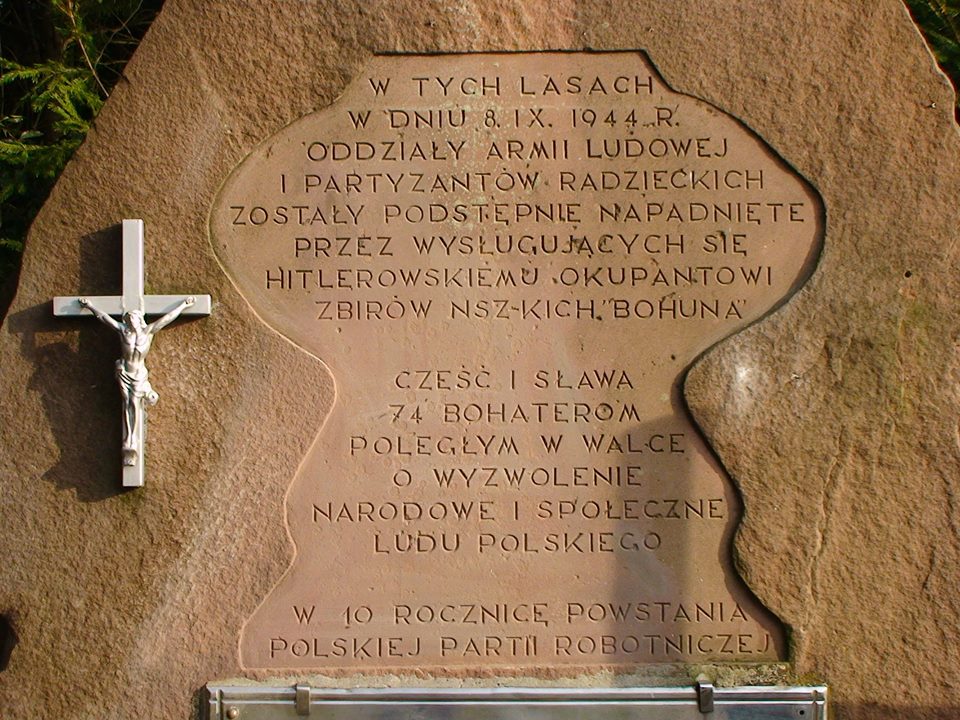 W TYCH LASACH
W DNIU 8.IX. 1944 R.
ODDZIAŁY ARMII LUDOWEJ
I PARTYZANTÓW RADZIECKICH
ZOSTAŁY PODSTĘPNIE NAPADNIĘTE
PRZEZ WYSŁUGUJĄCYCH SIĘ
HITLEROWSKIEMU OKUPANTOWI
ZBIRÓW NSZ-KICH "BOHUNA"
CZEŚĆ I SŁAWA
74 BOHATEROM
POLEGŁYM W WALCE
O WYZWOLENIE
NARODOWE I SPOŁECZNE
LUDU POLSKIEGO
W 10 ROCZNICĘ POWSTANIA
POLSKIEJ PARTII ROBOTNICZEJ